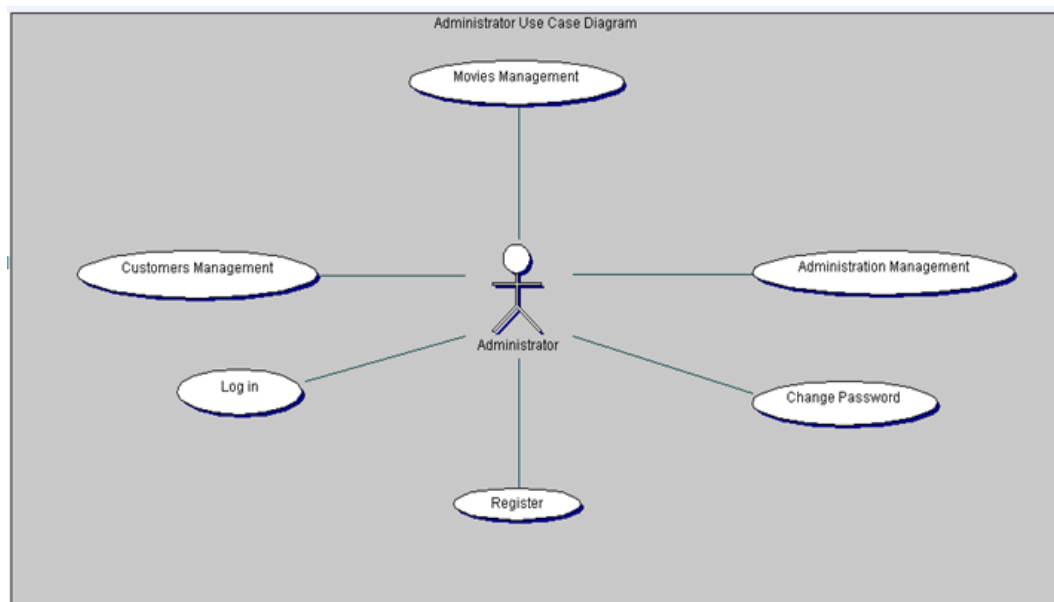 Administrator Use Case Diagram
Movies Management
Customers Management
Administration Management
Administrator
Log in
Change Password
Register